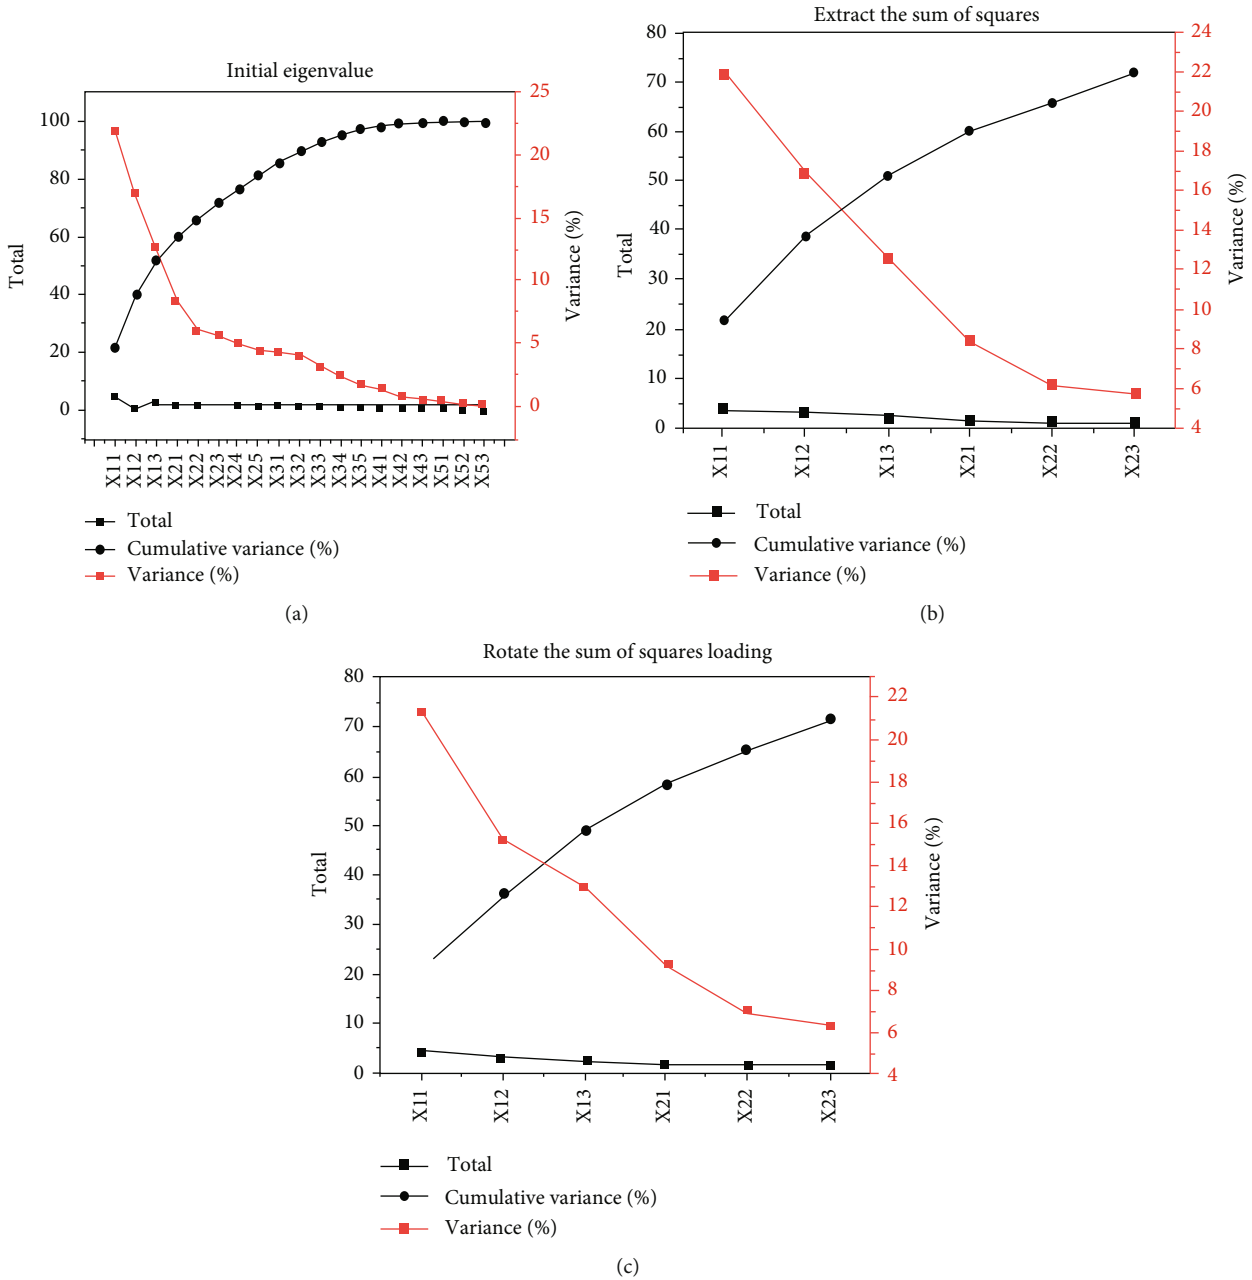 Initial eigenvalue
100
80
60
40
20
0
Total
25
20
15
10
5
0
Variance (%)
X11
X12
X13
X21
X22
X23
X24
X25
X31
X32
X33
X34
X35
X41
X42
X43
X51
X52
X53
Total
Cumulative variance (%)
Variance (%)
(a)
Extract the sum of squares
80
70
60
50
40
30
20
10
0
Total
24
22
20
18
16
14
12
10
8
6
4
Variance (%)
X11
X12
X13
X21
X22
X23
Total
Cumulative variance (%)
Variance (%)
(b)
Rotate the sum of squares loading
80
70
60
50
40
30
20
10
0
Total
22
20
18
16
14
12
10
8
6
4
Variance (%)
X11
X12
X13
X21
X22
X23
Total
Cumulative variance (%)
Variance (%)
(c)